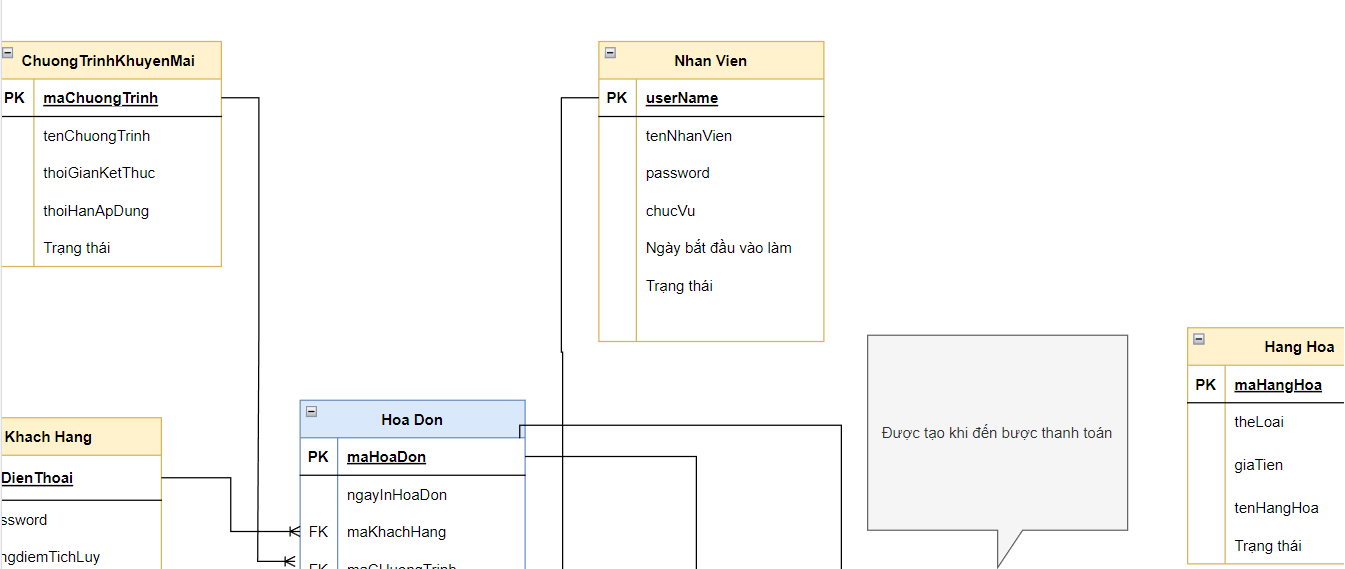 ChuongTrinhKhuyenMai
PK maChuongTrinh
tenChuongTrinh
thoiGianKetThuc
thoiHanApDung
Trạng thái
Nhan Vien
PK userName
tenNhanVien
password
chucVu
Ngày bắt đầu vào làm
Trạng thái
Được tạo khi đến bược thanh toán
Hang Hoa
PK maHangHoa
theLoai
giaTien
tenHangHoa
Trạng thái
Khach Hang
DienThoai
ssword
ngdiemTichLuy
Hoa Don
PK maHoaDon
ngayInHoaDon
FK maKhachHang
FK maCHuongTrinh